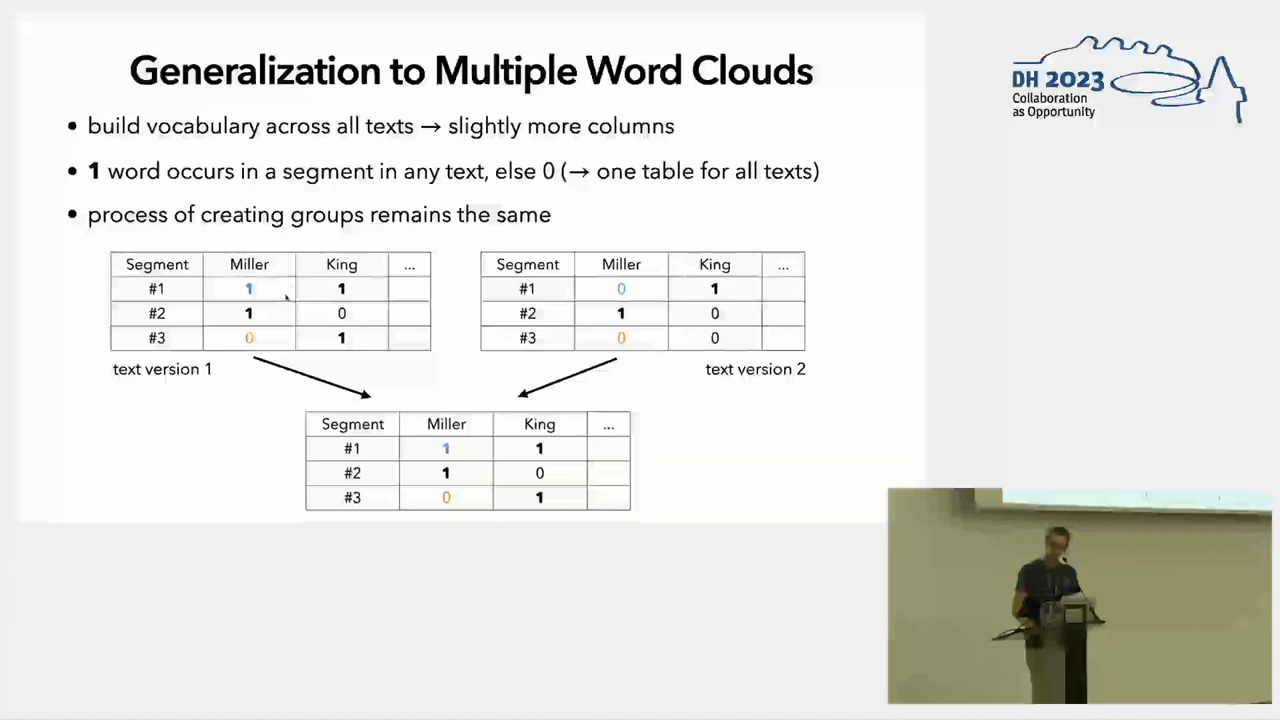 Generalization to Multiple Word Clouds
• build vocabulary across all texts → slightly more columns
• 1 word occurs in a segment in any text, else 0 (→ one table for all texts)
• process of creating groups remains the same
Segment Miller King ...
#1 1 1
#2 1 0
#3 0 1
text version 1
Segment Miller King ...
#1 0 1
#2 1 0
#3 0 0
text version 2
Segment Miller King ...
#1 1 1
#2 1 0
#3 0 1
DH 2023
Collaboration
as Opportunity